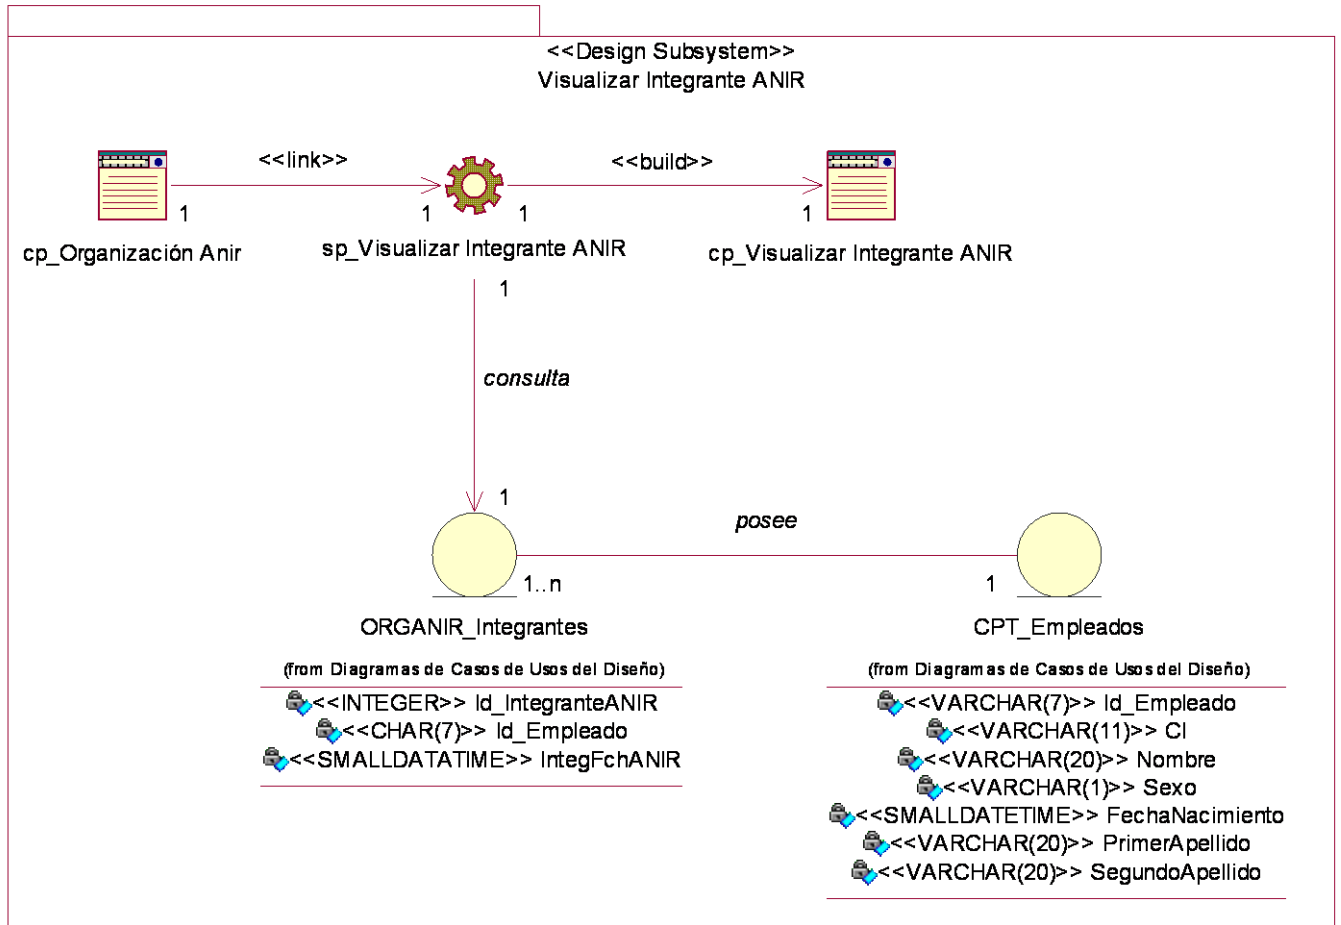 <<Design Subsystem>>
Visualizar Integrante ANIR
<<link>>
<<build>>
1
1
1
1
cp_Organización Anir
sp_Visualizar Integrante ANIR
cp_Visualizar Integrante ANIR
1
consulta
1
posee
1..n
1
ORGANIR_Integrantes
(from Diagramas de Casos de Usos del Diseño)
<<INTEGER>> Id_IntegranteANIR
<<CHAR(7)>> Id_Empleado
<<SMALLDATATIME>> IntegFchANIR
CPT_Empleados
(from Diagramas de Casos de Usos del Diseño)
<<VARCHAR(7)>> Id_Empleado
<<VARCHAR(11)>> CI
<<VARCHAR(20)>> Nombre
<<VARCHAR(1)>> Sexo
<<SMALLDATETIME>> FechaNacimiento
<<VARCHAR(20)>> PrimerApellido
<<VARCHAR(20)>> SegundoApellido